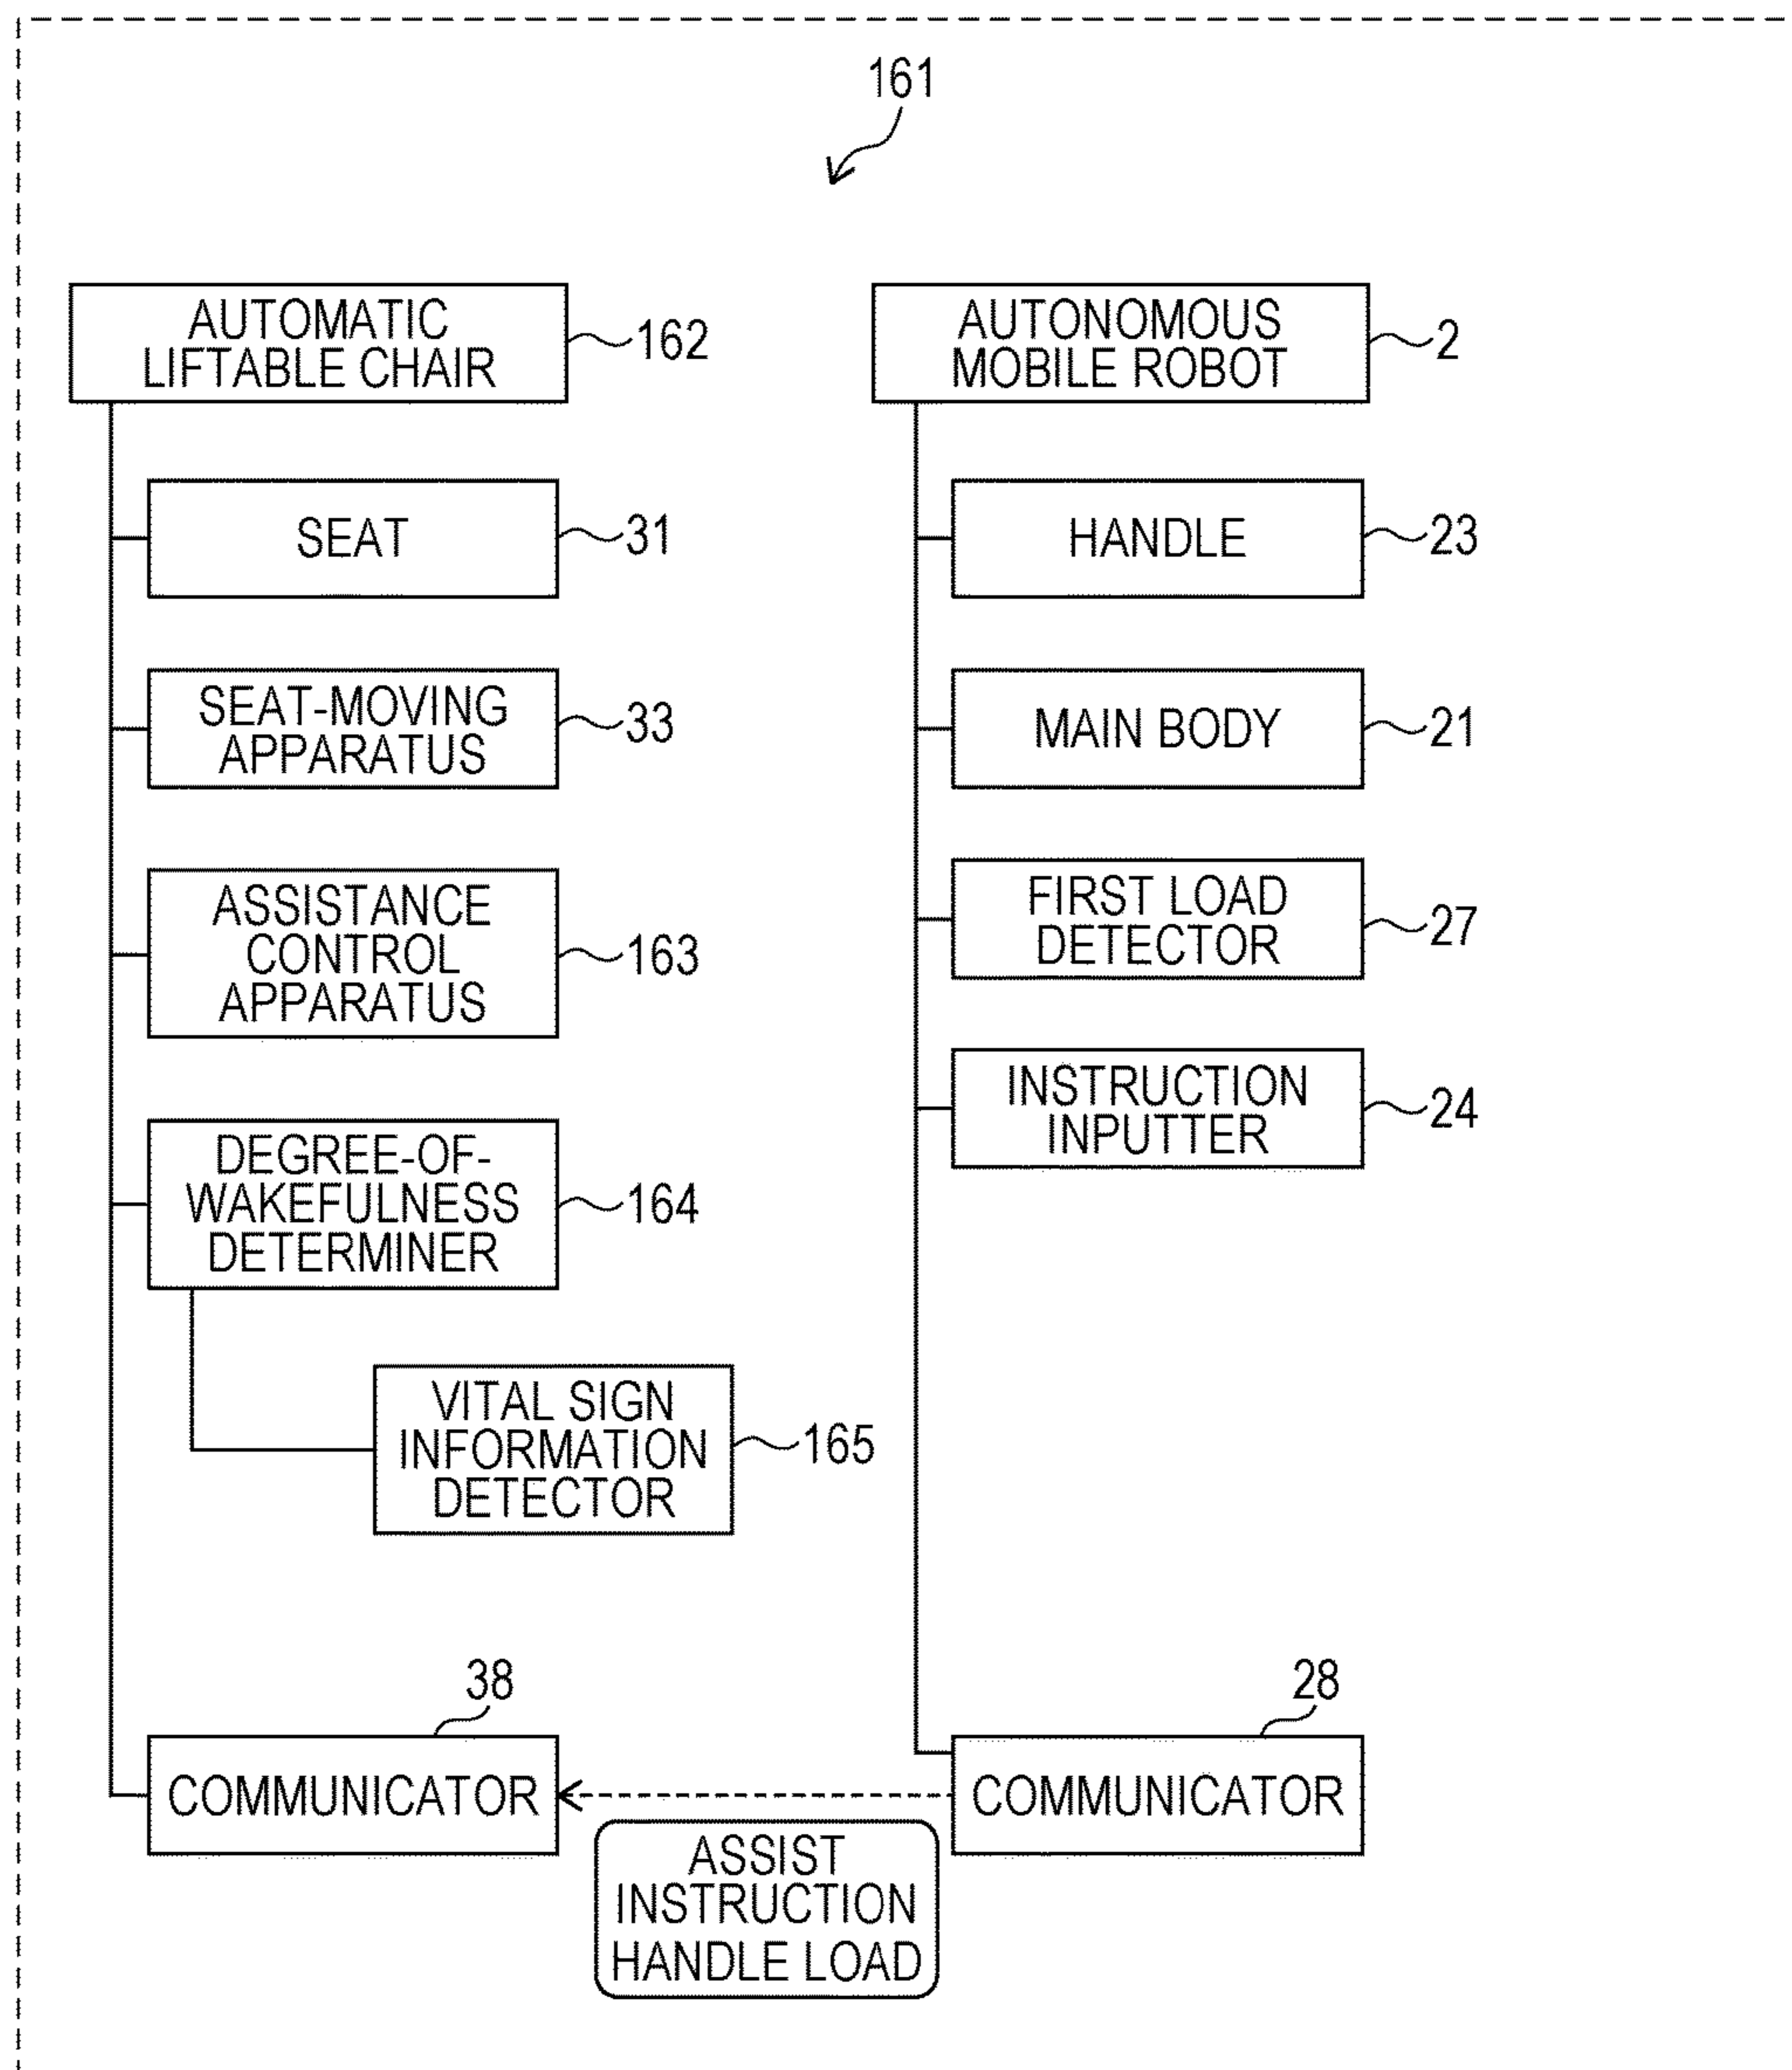 161
AUTOMATIC
LIFTABLE CHAIR
162
SEAT
31
SEAT-MOVING
APPARATUS
33
ASSISTANCE
CONTROL
APPARATUS
163
DEGREE-OF-
WAKEFULNESS
DETERMINER
164
VITAL SIGN
INFORMATION
DETECTOR
165
38
COMMUNICATOR
AUTONOMOUS
MOBILE ROBOT
2
HANDLE
23
MAIN BODY
21
FIRST LOAD
DETECTOR
27
INSTRUCTION
INPUTTER
24
28
COMMUNICATOR
ASSIST
INSTRUCTION
HANDLE LOAD